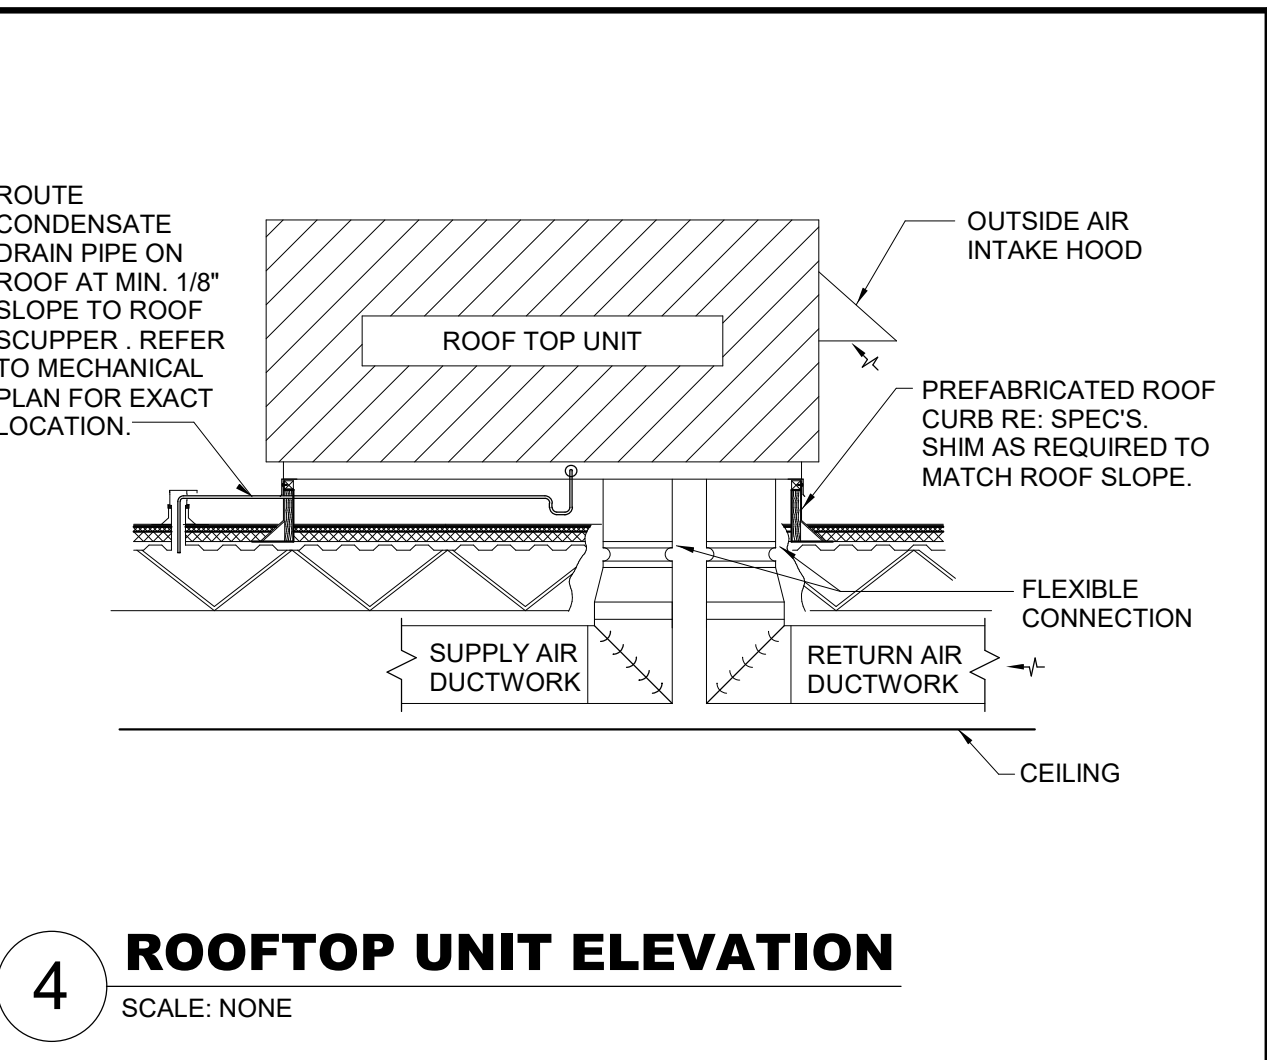 ROUTE
CONDENSATE
DRAIN PIPE ON
ROOF AT MIN. 1/8"
SLOPE TO ROOF
SCUPPER . REFER
TO MECHANICAL
PLAN FOR EXACT
LOCATION.
OUTSIDE AIR
INTAKE HOOD
ROOF TOP UNIT
PREFABRICATED ROOF
CURB RE: SPEC'S.
SHIM AS REQUIRED TO
MATCH ROOF SLOPE.
FLEXIBLE
CONNECTION
SUPPLY AIR
DUCTWORK
RETURN AIR
DUCTWORK
CEILING
4
ROOFTOP UNIT ELEVATION
SCALE: NONE